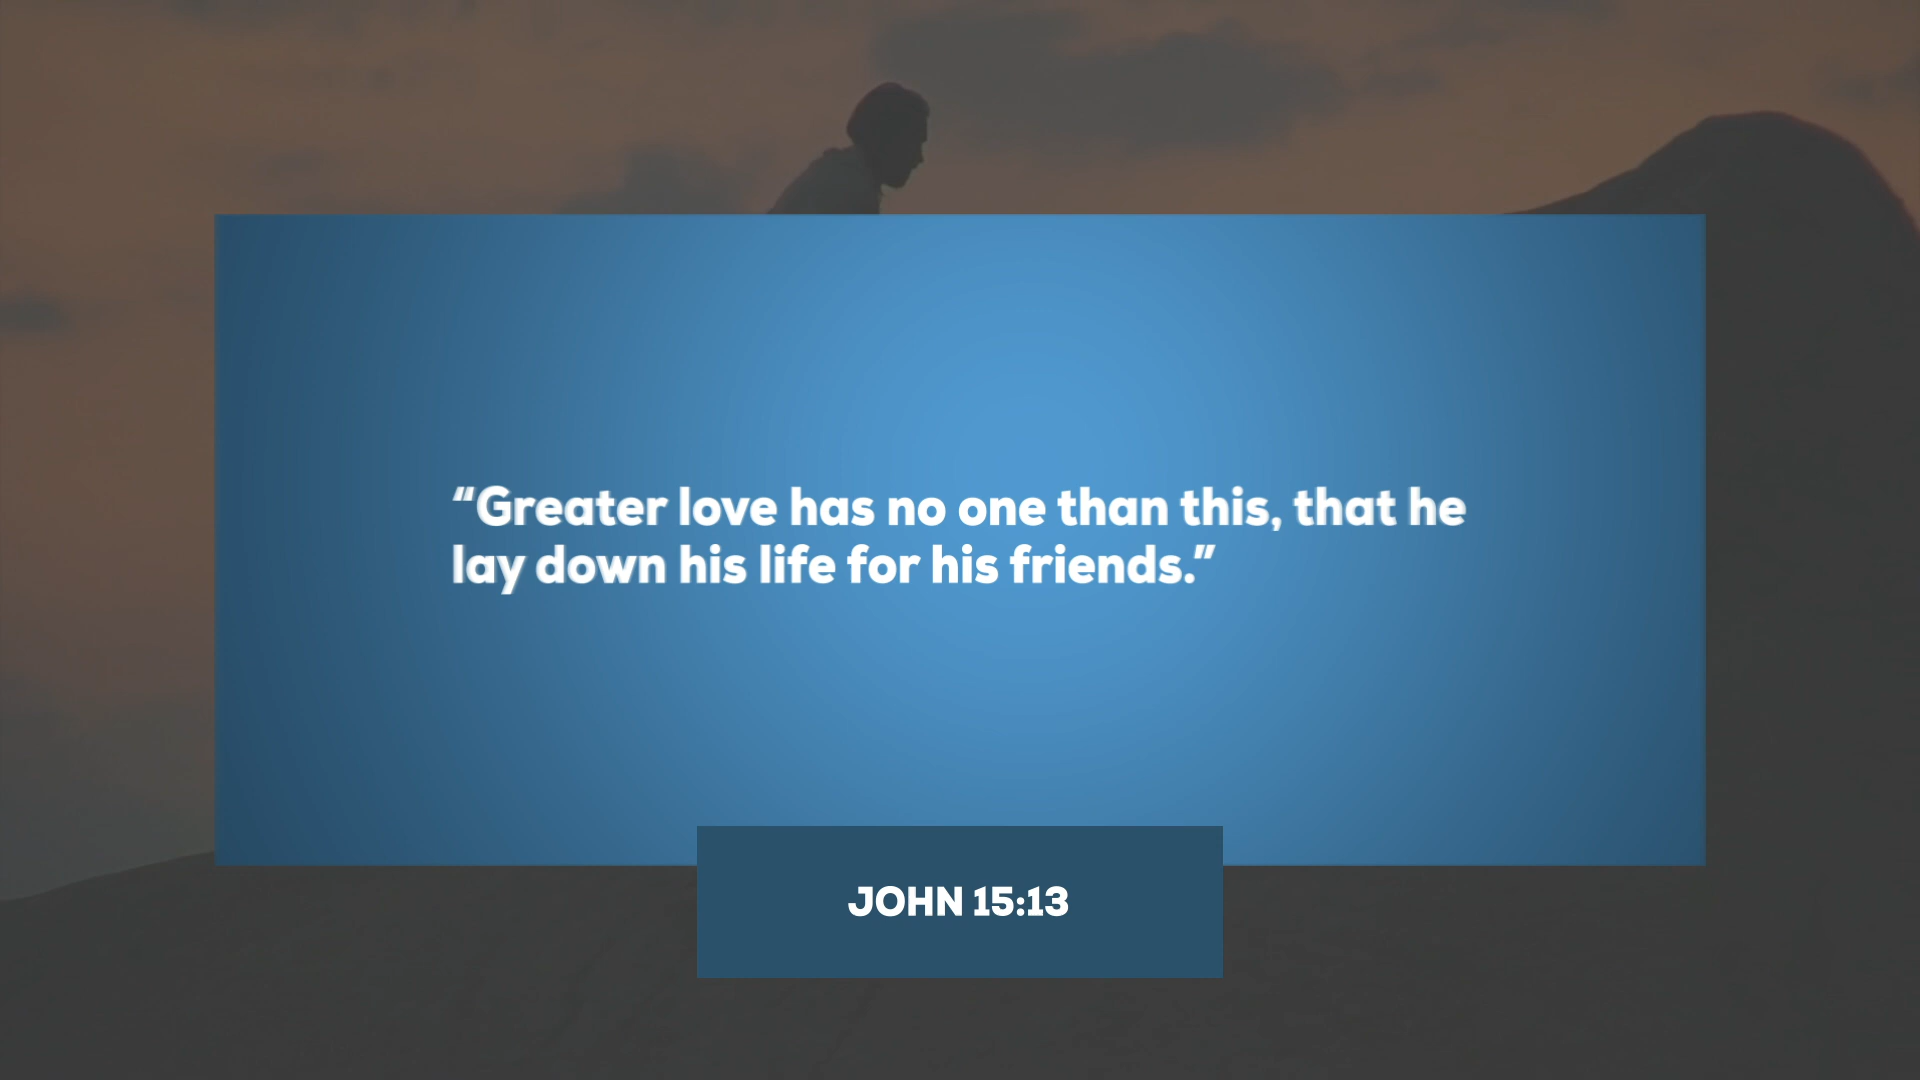 “Greater love has no one than this, that he
lay down his life for his friends.”
JOHN 15:13